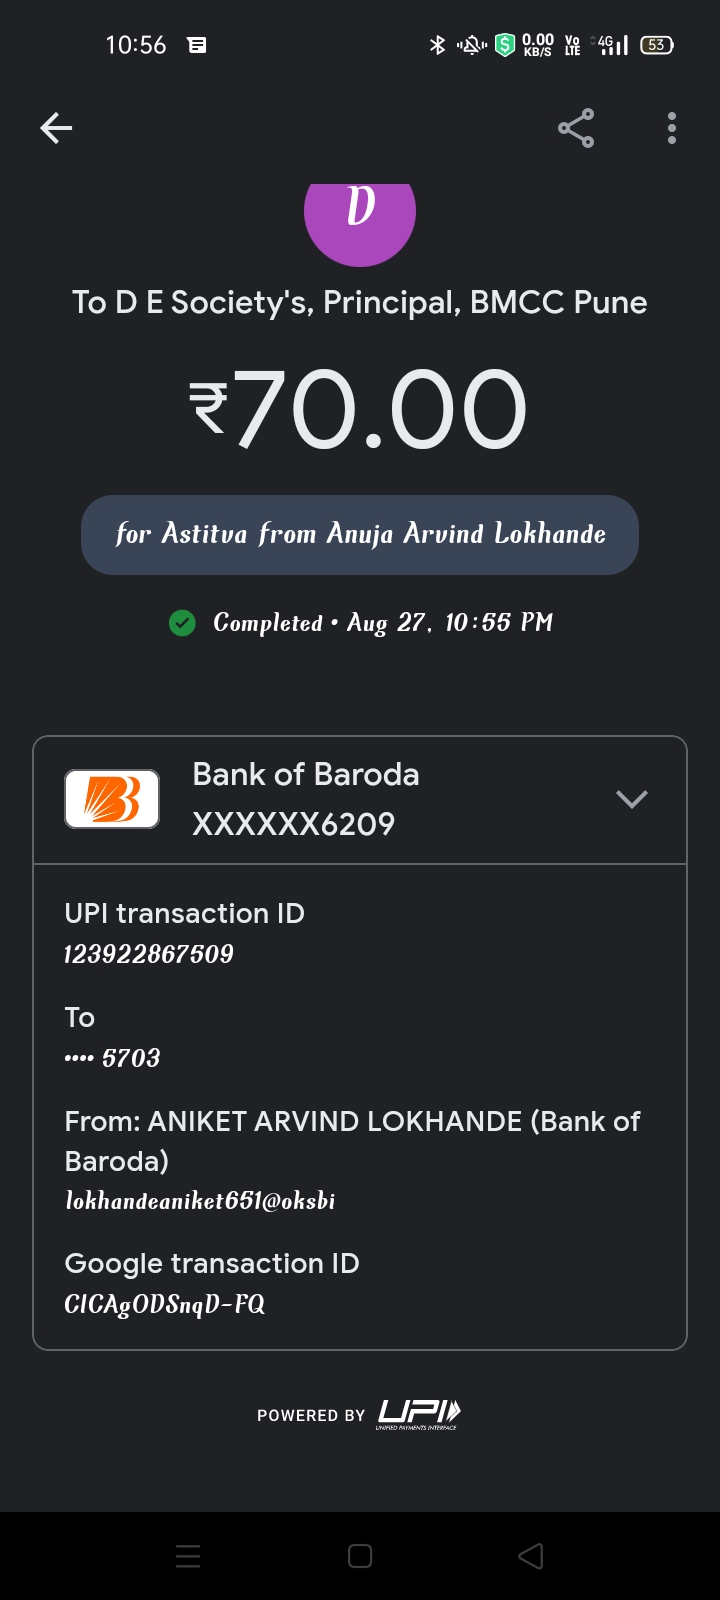 10:56
0.00
KB/S
Vo
LTE
4G
53
D
To D E Society's, Principal, BMCC Pune
₹70.00
for Astitva from Anuja Arvind Lokhande
Completed • Aug 27, 10:55 PM
Bank of Baroda
XXXXXX6209
UPI transaction ID
123922867509
To
•••• 5703
From: ANIKET ARVIND LOKHANDE (Bank of
Baroda)
lokhandeaniket651@oksbi
Google transaction ID
CICAgODSnqD-FQ
POWERED BY UPI
UNIFIED PAYMENTS INTERFACE